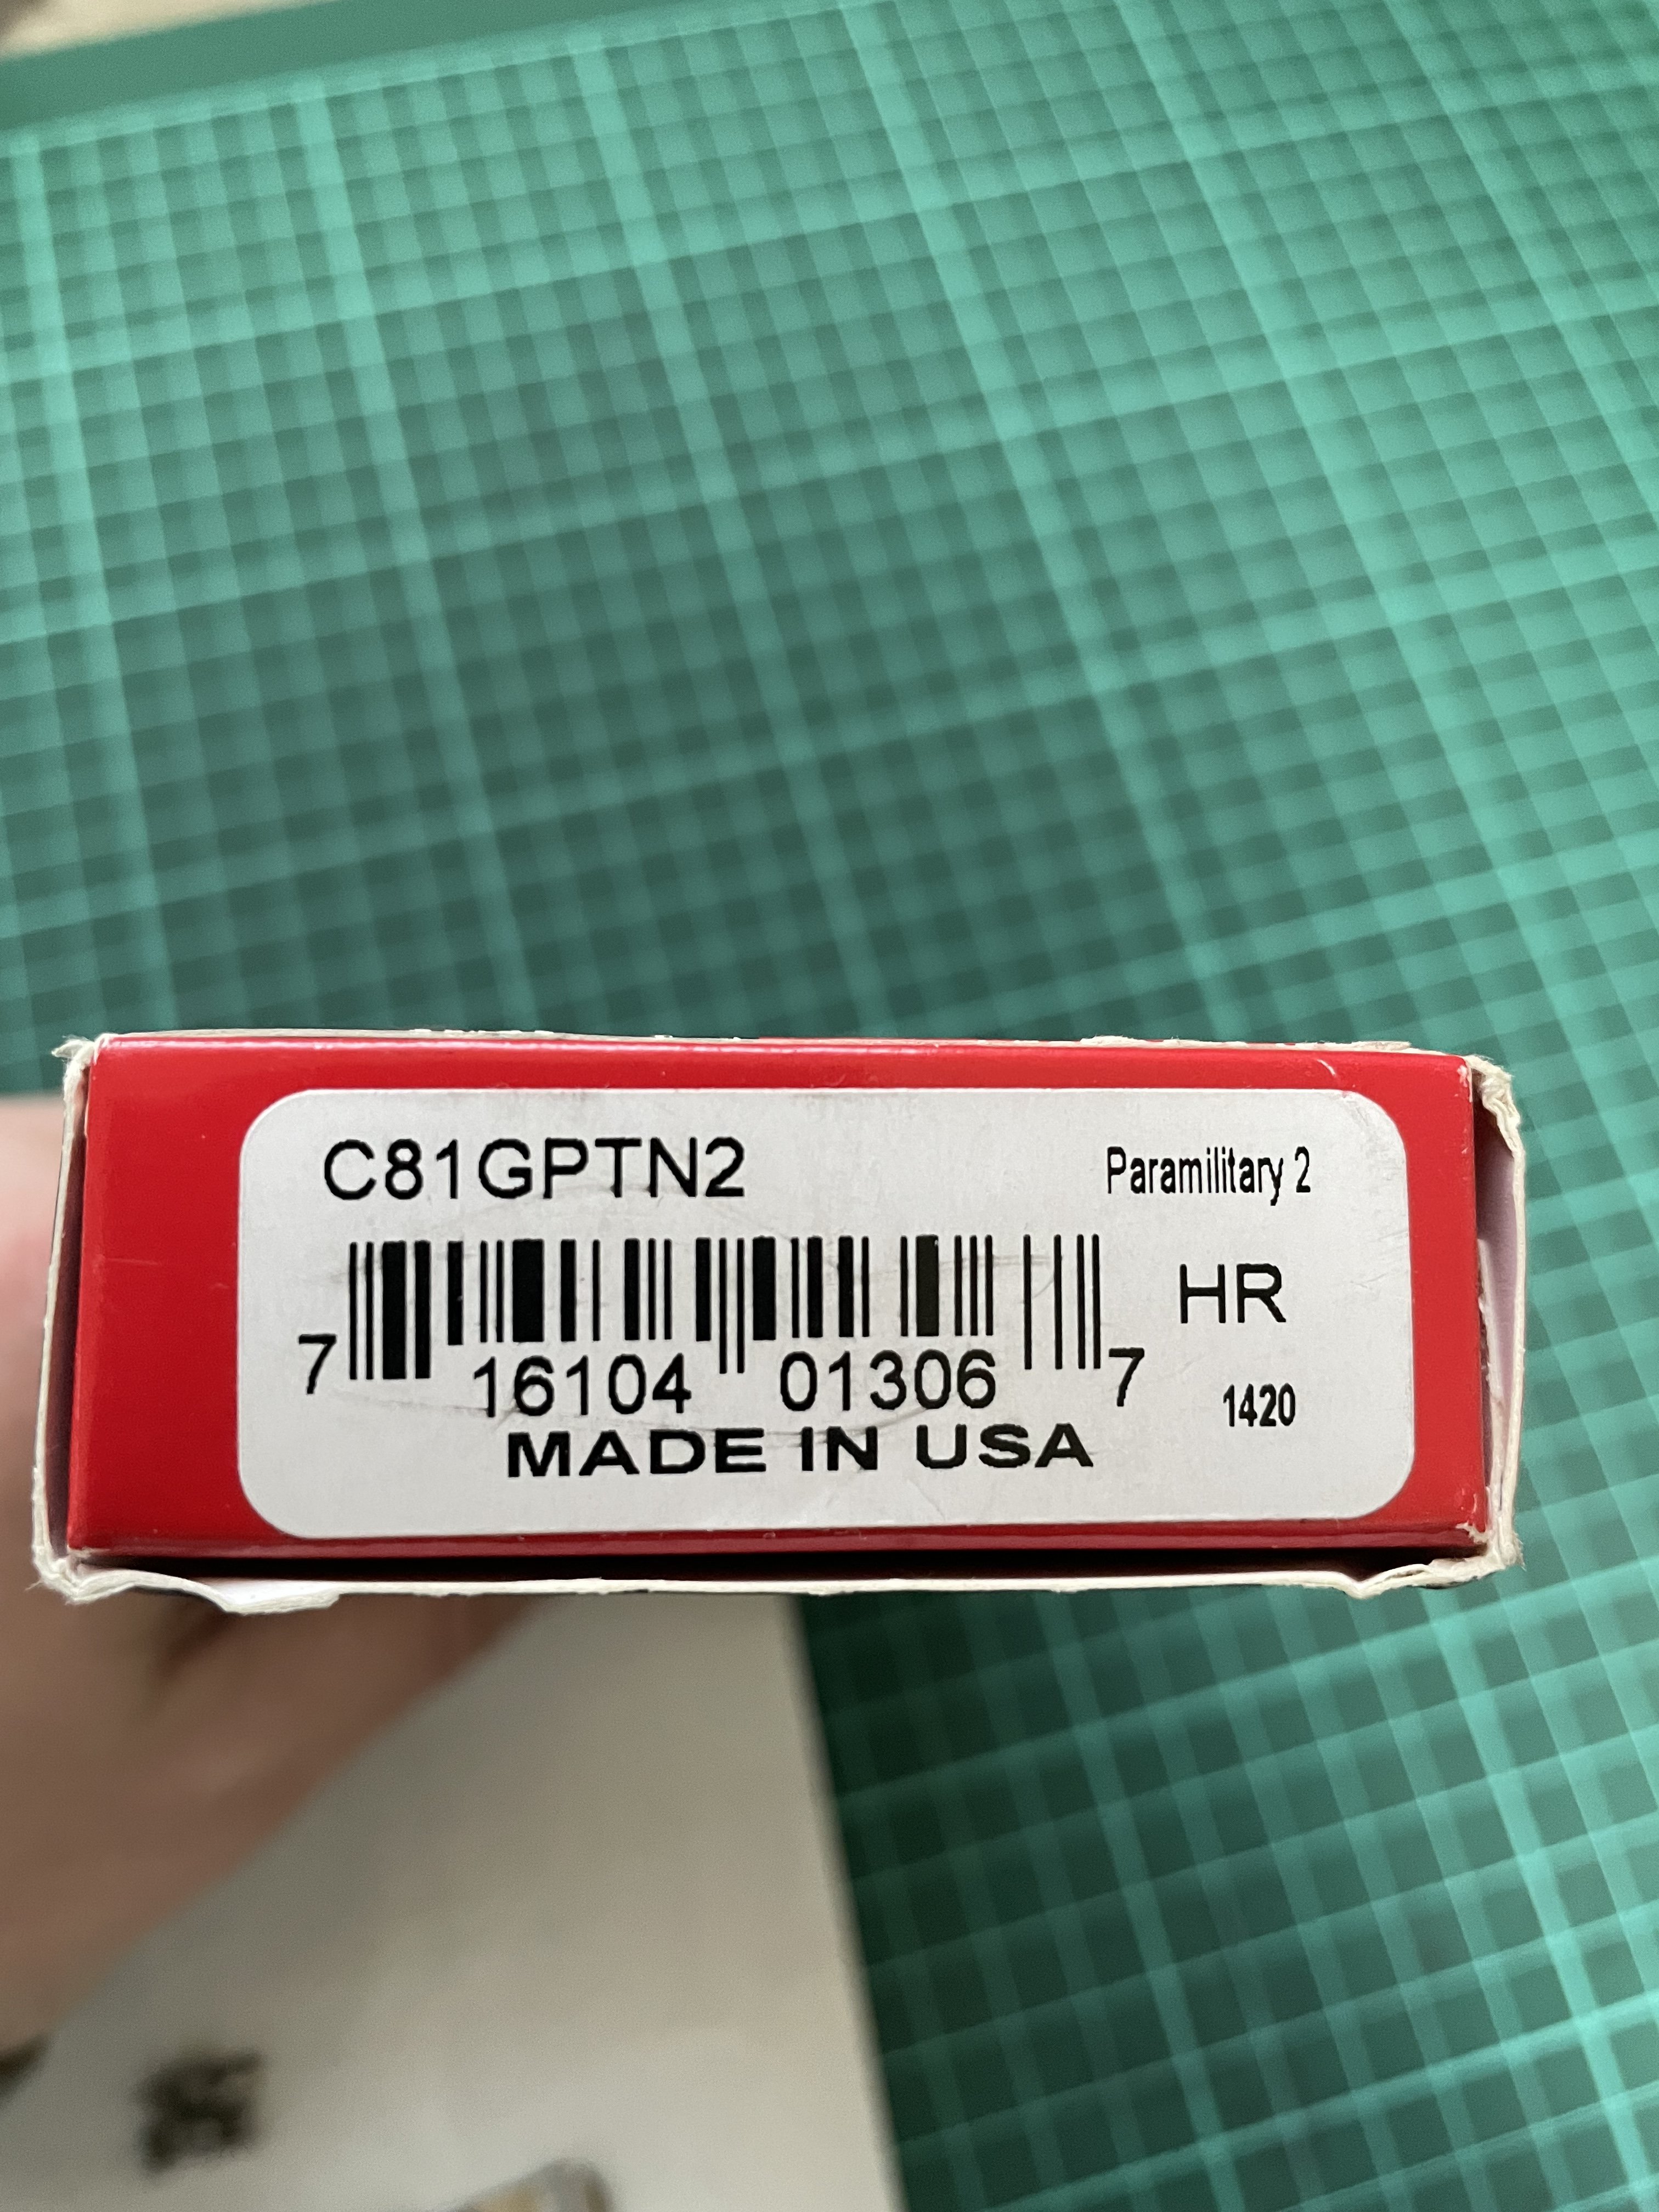 C81GPTN2
Paramilitary 2
HR
7 16104 01306 7
1420
MADE IN USA